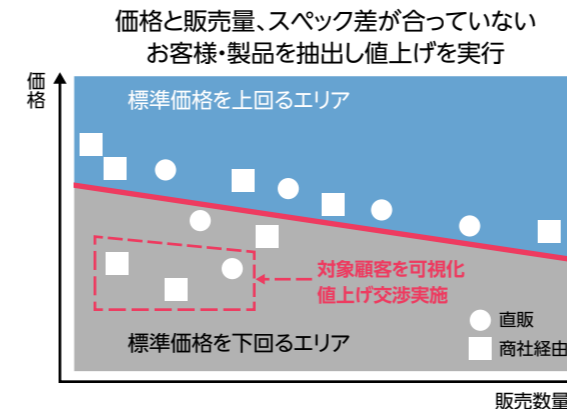 価格と販売量、スペック差が合っていない
お客様・製品を抽出し値上げを実行
価格
標準価格を上回るエリア
対象顧客を可視化
値上げ交渉実施
標準価格を下回るエリア
直販
商社経由
販売数量